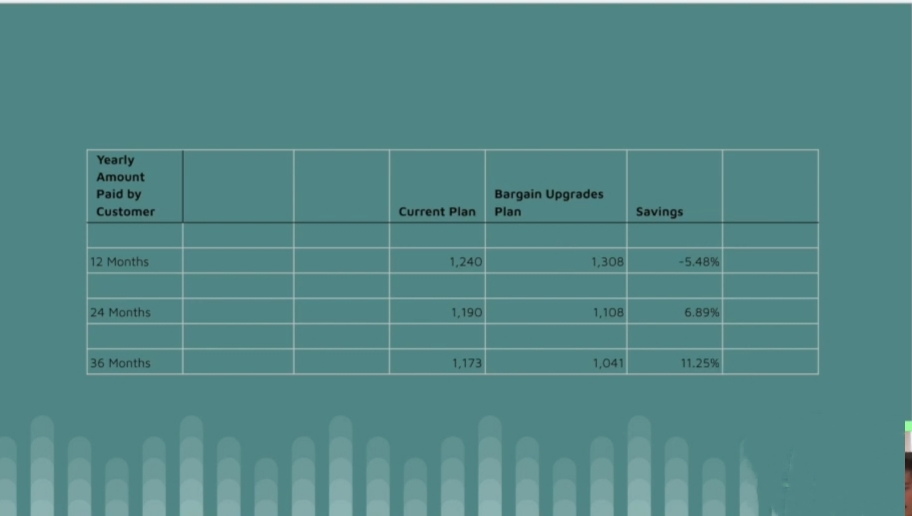 Yearly
Amount
Paid by
Customer
Current Plan
Bargain Upgrades
Plan
Savings
12 Months 1,240 1,308 -5.48%
24 Months 1,190 1,108 6.89%
36 Months 1,173 1,041 11.25%